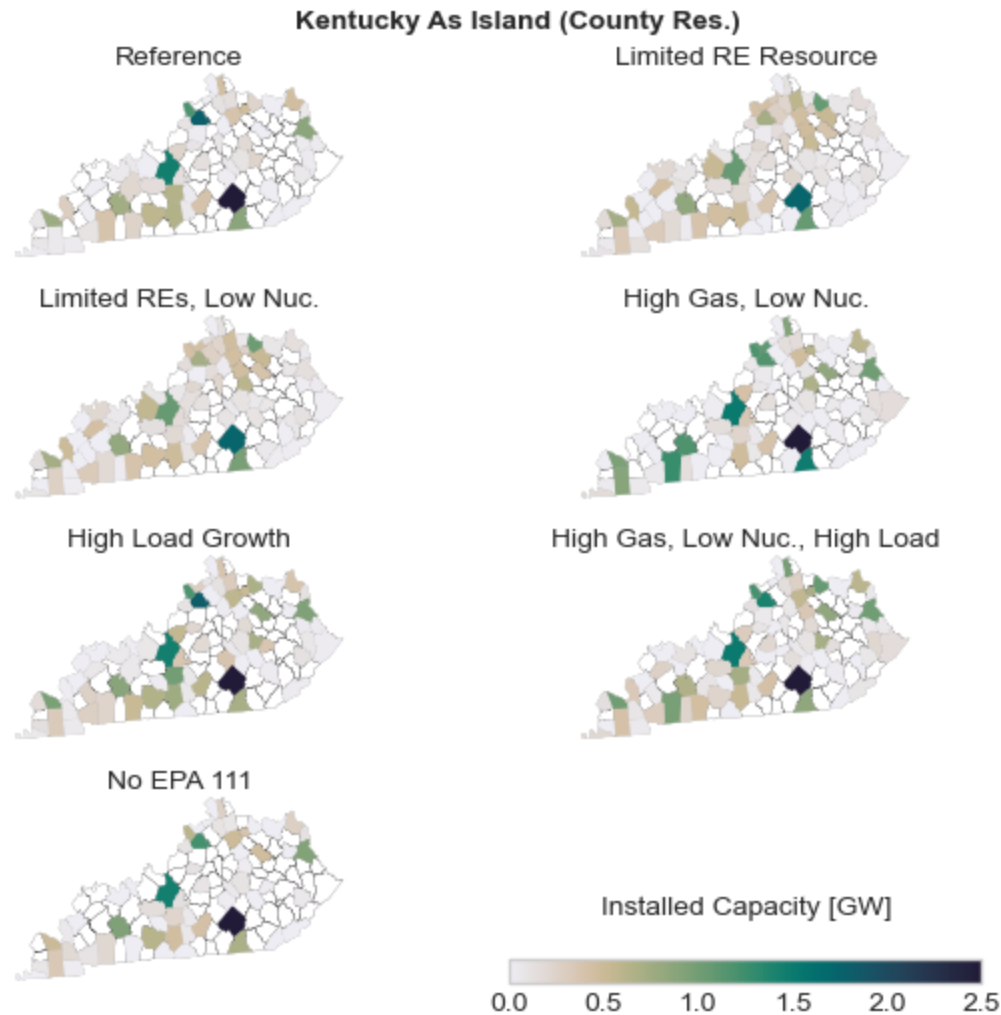 Kentucky As Island (County Res.)
Reference
Limited RE Resource
Limited REs, Low Nuc.
High Gas, Low Nuc.
High Load Growth
High Gas, Low Nuc., High Load
No EPA 111
Installed Capacity [GW]
0.0 0.5 1.0 1.5 2.0 2.5